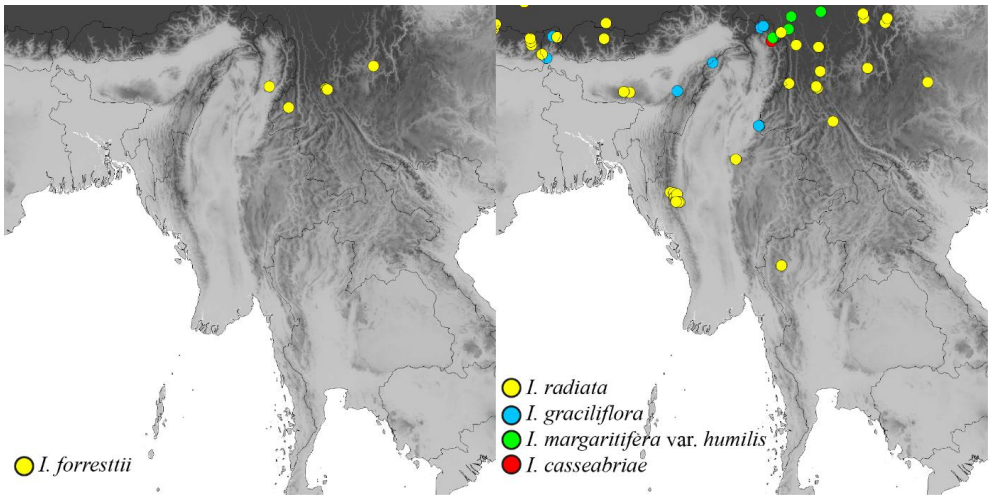 I. forresttii
I. radiata
I. graciliflora
I. margaritifera var. humilis
I. casseabriae